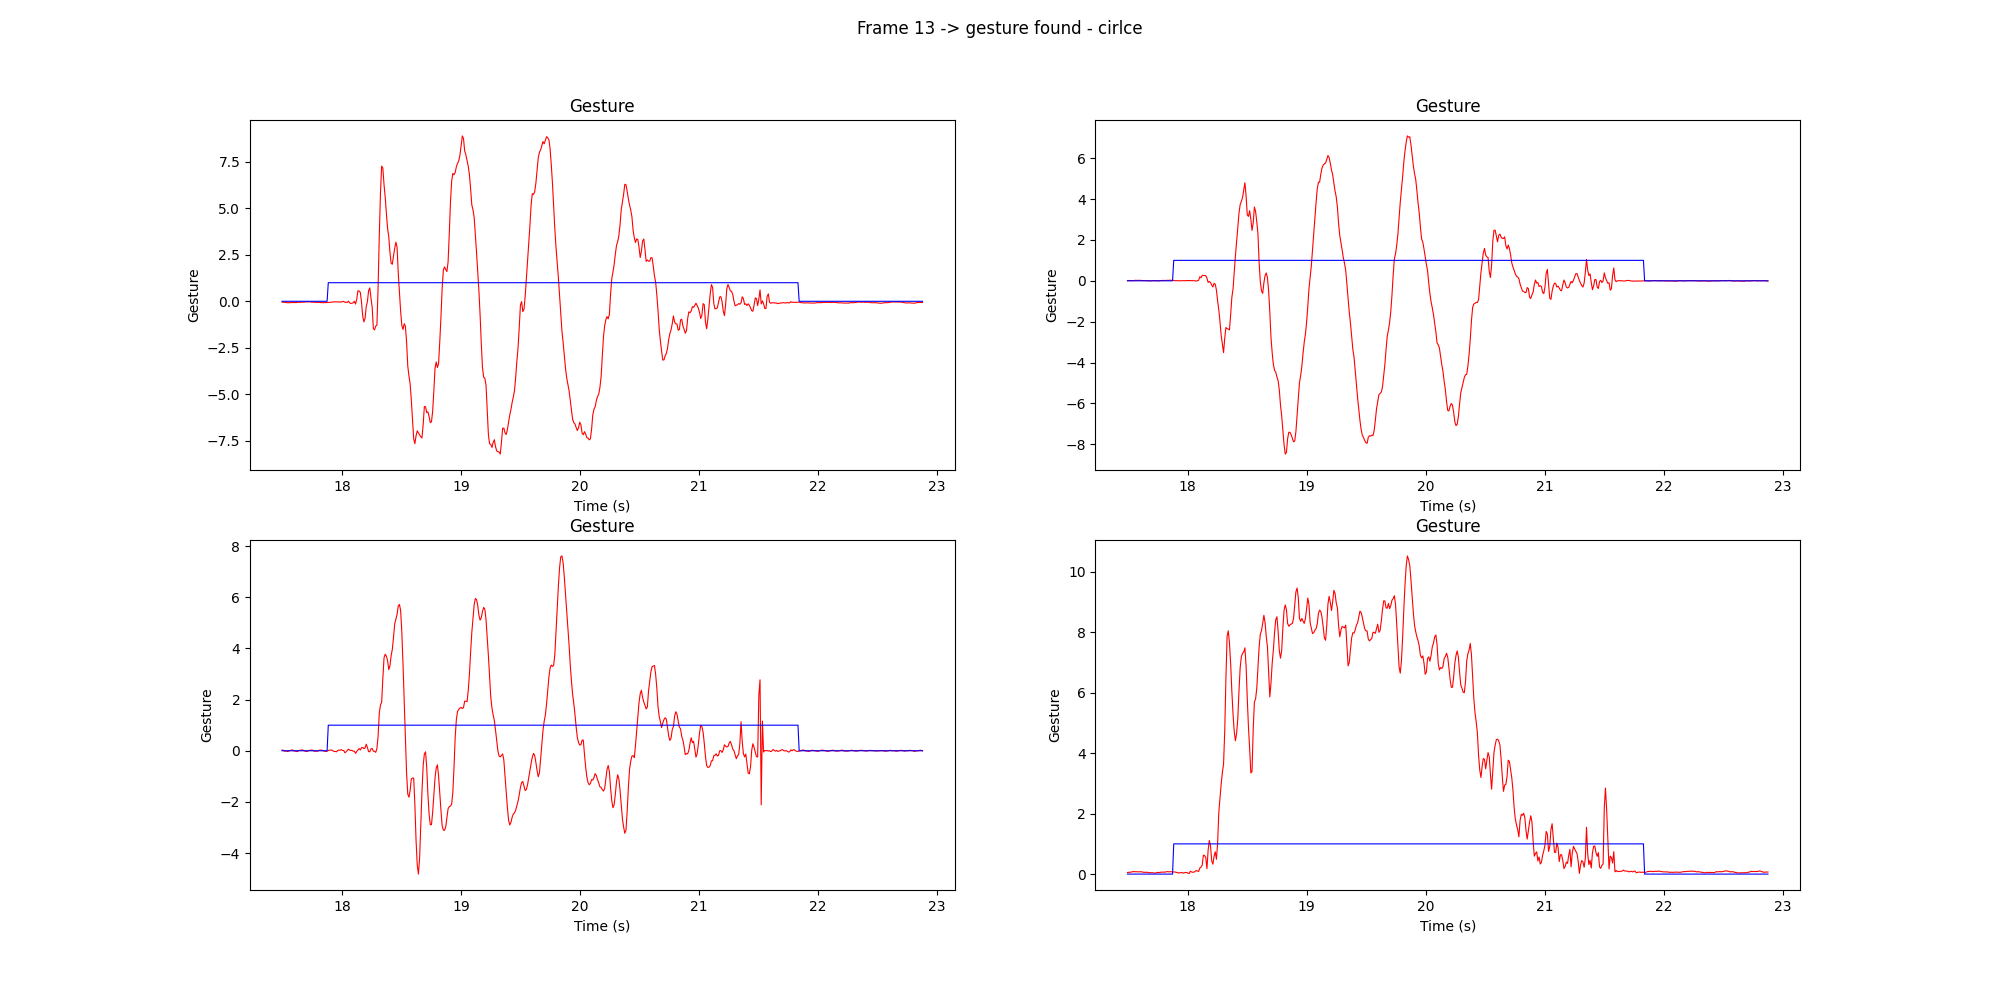 Frame 13 -> gesture found - cirlce
Gesture
Gesture
7.5
5.0
2.5
0.0
−2.5
−5.0
−7.5
Gesture
18 19 20 21 22 23
Time (s)
6
4
2
0
−2
−4
−6
−8
Gesture
18 19 20 21 22 23
Time (s)
Gesture
Gesture
8
6
4
2
0
−2
−4
Gesture
18 19 20 21 22 23
Time (s)
10
8
6
4
2
0
Gesture
18 19 20 21 22 23
Time (s)